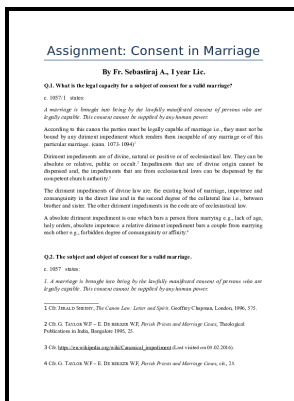 Assignment: Consent in Marriage
By Fr. Sebastiraj A., I year Lic.
Q.1. What is the legal capacity for a subject of consent for a valid marriage?
c. 1057/1 states:
A marriage is brought into being by the lawfully manifested consent of persons who are
legally capable. This consent cannot be supplied by any human power.
According to this canon the parties must be legally capable of marriage i.e., they must not be
bound by any diriment impediment which renders them incapable of any marriage or of this
particular marriage. (cann. 1073-1094)1
Diriment impediments are of divine, natural or positive or of ecclesiastical law. They can be
absolute or relative, public or occult.2 Impediments that are of divine origin cannot be
dispensed and, the impediments that are from ecclesiastical laws can be dispensed by the
competent church authority.3
The diriment impediments of divine law are: the existing bond of marriage, impotence and
consanguinity in the direct line and in the second degree of the collateral line i.e., between
brother and sister. The other diriment impediments in the code are of ecclesiastical law.
A absolute diriment impediment is one which bars a person from marrying e.g., lack of age,
holy orders, absolute impotence: a relative diriment impediment bars a couple from marrying
each other e.g., forbidden degree of consanguinity or affinity.4
Q.2. The subject and object of consent for a valid marriage.
c. 1057 states:
1. A marriage is brought into being by the lawfully manifested consent of persons who are
legally capable. This consent cannot be supplied by any human power.
1 Cfr. Geoffrey Chapman, London, 1996, 575.
2 Cfr. G. TAYLOR W.F – E. DE BEKKER W.F, Parish Priests and Marriage Cases, Theological
Publications in India, Bangalore 1995, 25.
3 Cfr. https://en.wikipedia.org/wiki/Canonical_impediment (Last visited on 03.02.2016).
4 Cfr. G. TAYLOR W.F – E. DE BEKKER W.F, Parish Priests and Marriage Cases, cit., 25.